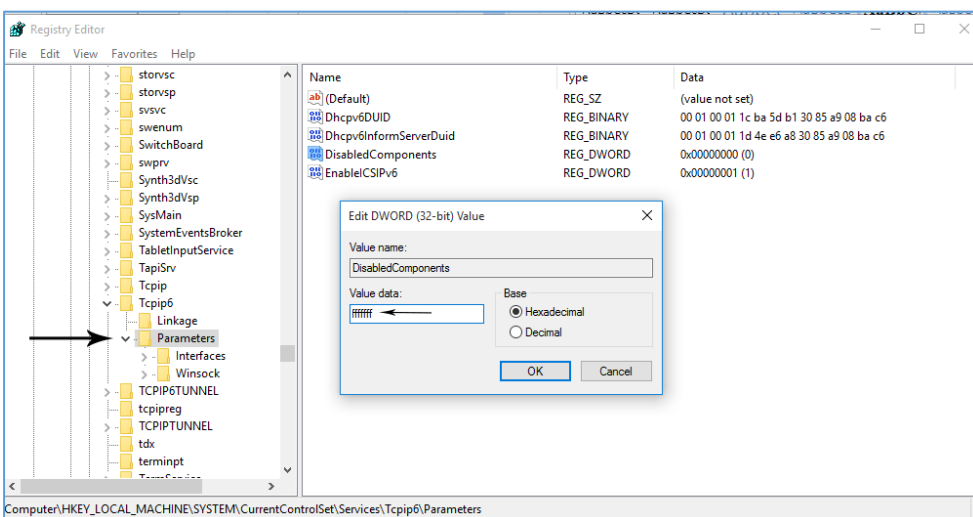 Registry Editor
File Edit View Favorites Help
storvsc
storvsp
svsvc
swenum
SwitchBoard
swprv
Synth3dVsc
Synth3dVsp
SysMain
SystemEventsBroker
TabletInputService
TapiSrv
Tcpip
Tcpip6
Linkage
Parameters
Interfaces
Winsock
TCPIP6TUNNEL
tcpipreg
TCPIPTUNNEL
tdx
terminpt
Name Type Data
(Default) REG_SZ (value not set)
Dhcpv6DUID REG_BINARY 00 01 00 01 1c ba 5d b1 30 85 a9 08 ba c6
Dhcpv6InformServerDuid REG_BINARY 00 01 00 01 1d 4e e6 a8 30 85 a9 08 ba c6
DisabledComponents REG_DWORD 0x00000000 (0)
EnableICSIPv6 REG_DWORD 0x00000001 (1)
Edit DWORD (32-bit) Value
Value name:
DisabledComponents
Value data:
Base
Hexadecimal
Decimal
OK Cancel
Computer\HKEY_LOCAL_MACHINE\SYSTEM\CurrentControlSet\Services\Tcpip6\Parameters